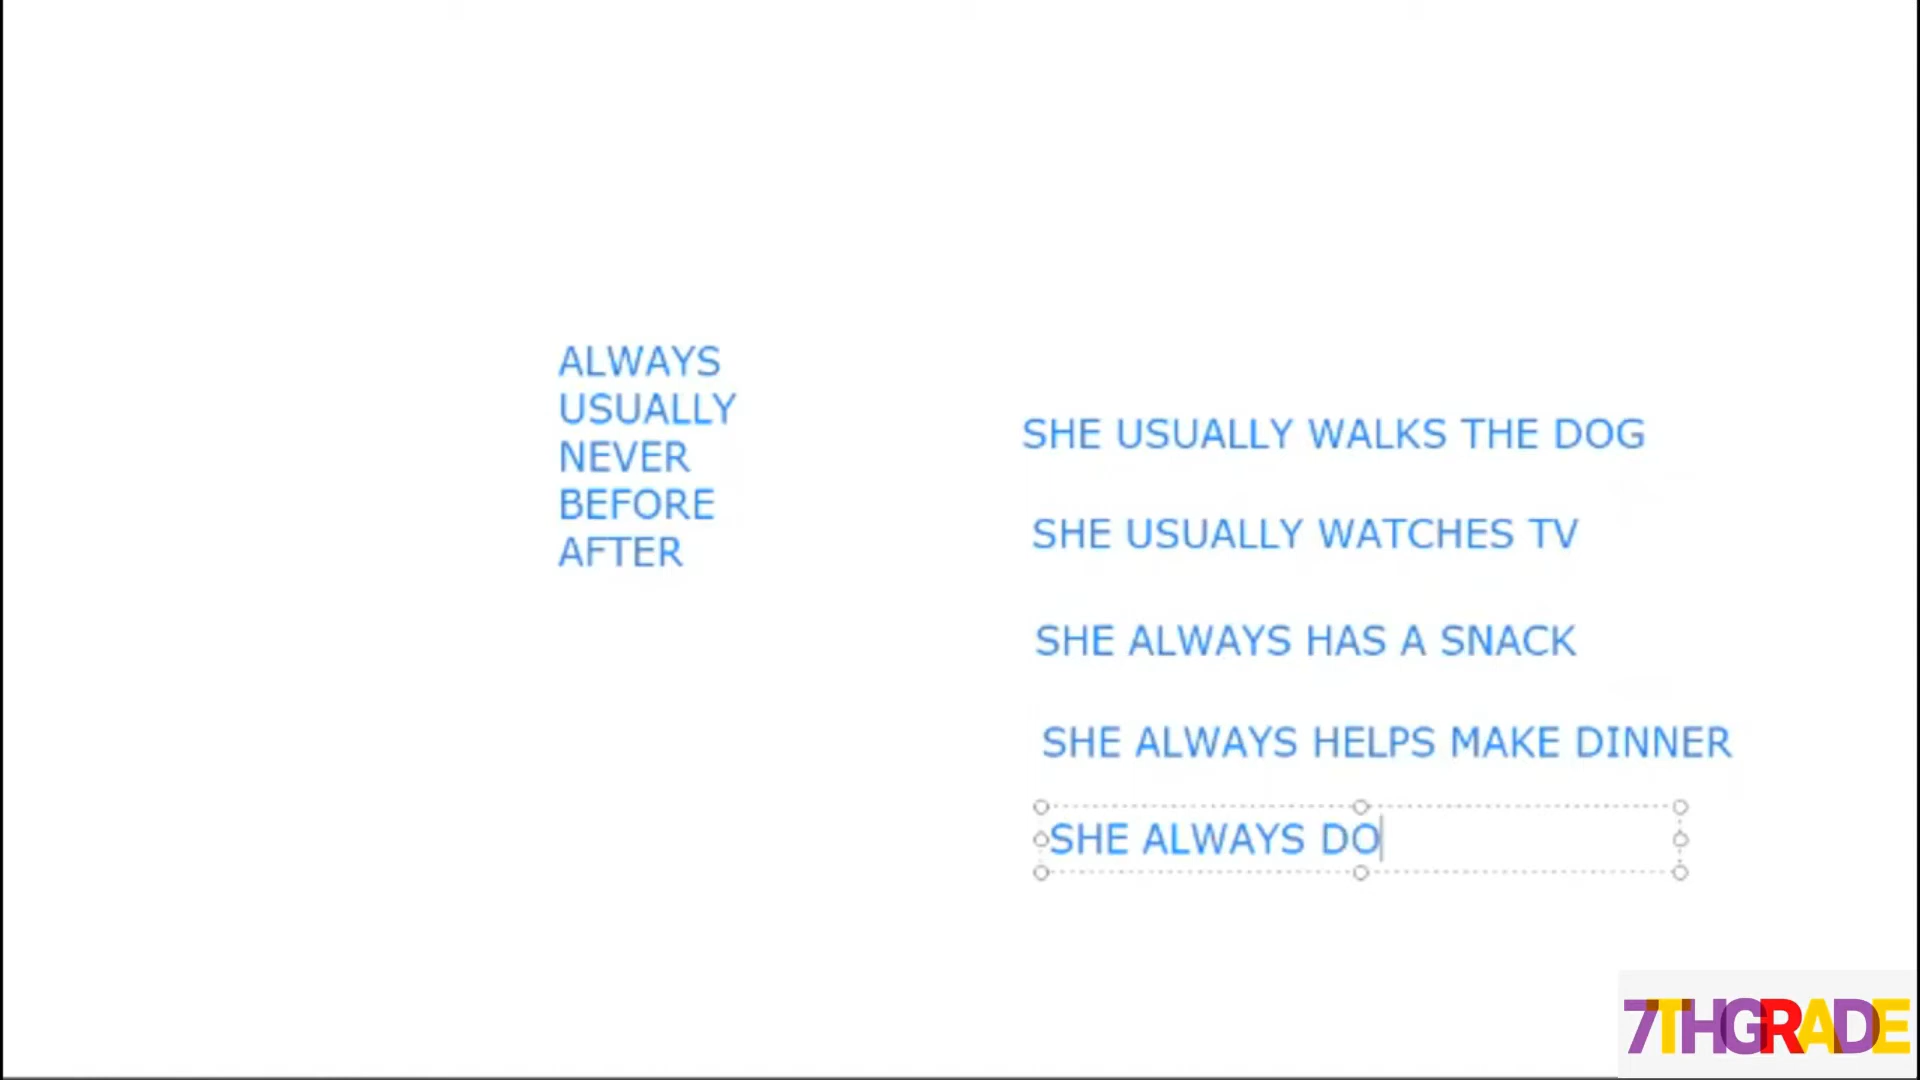 ALWAYS
USUALLY
NEVER
BEFORE
AFTER
SHE USUALLY WALKS THE DOG
SHE USUALLY WATCHES TV
SHE ALWAYS HAS A SNACK
SHE ALWAYS HELPS MAKE DINNER
SHE ALWAYS DO
7THGRADE